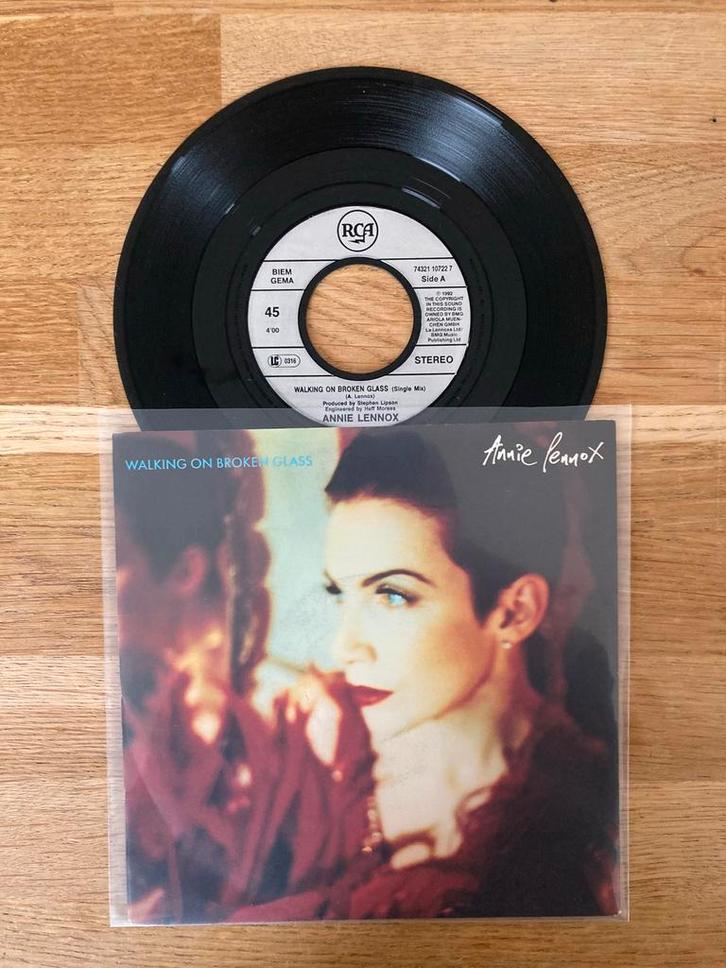 RCA
BIEM
GEMA
74321 10722 7
Side A
45
4'00
℗ 1992
THE COPYRIGHT
IN THIS SOUND
RECORDING IS
OWNED BY BMG
ARIOLA MUEN-
CHEN GMBH
La Lennoxa Ltd/
BMG Music
Publishing Ltd
LC 0316
STEREO
WALKING ON BROKEN GLASS (Single Mix)
(A. Lennox)
Produced by Stephen Lipson
Engineered by Heff Moraes
ANNIE LENNOX
WALKING ON BROKEN GLASS
Annie Lennox